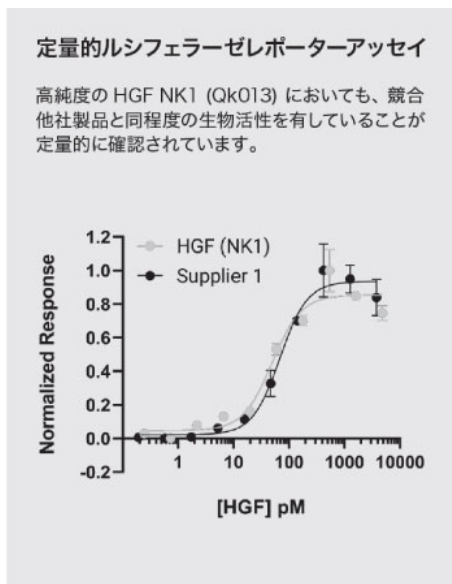 定量的ルシフェラーゼレポーターアッセイ
高純度の HGF NK1 (Qk013) においても、競合
他社製品と同程度の生物活性を有していることが
定量的に確認されています。
HGF (NK1)
Supplier 1
Normalized Response
1.2
1.0
0.8
0.6
0.4
0.2
0.0
-0.2
1 10 100 1000 10000
[HGF] pM